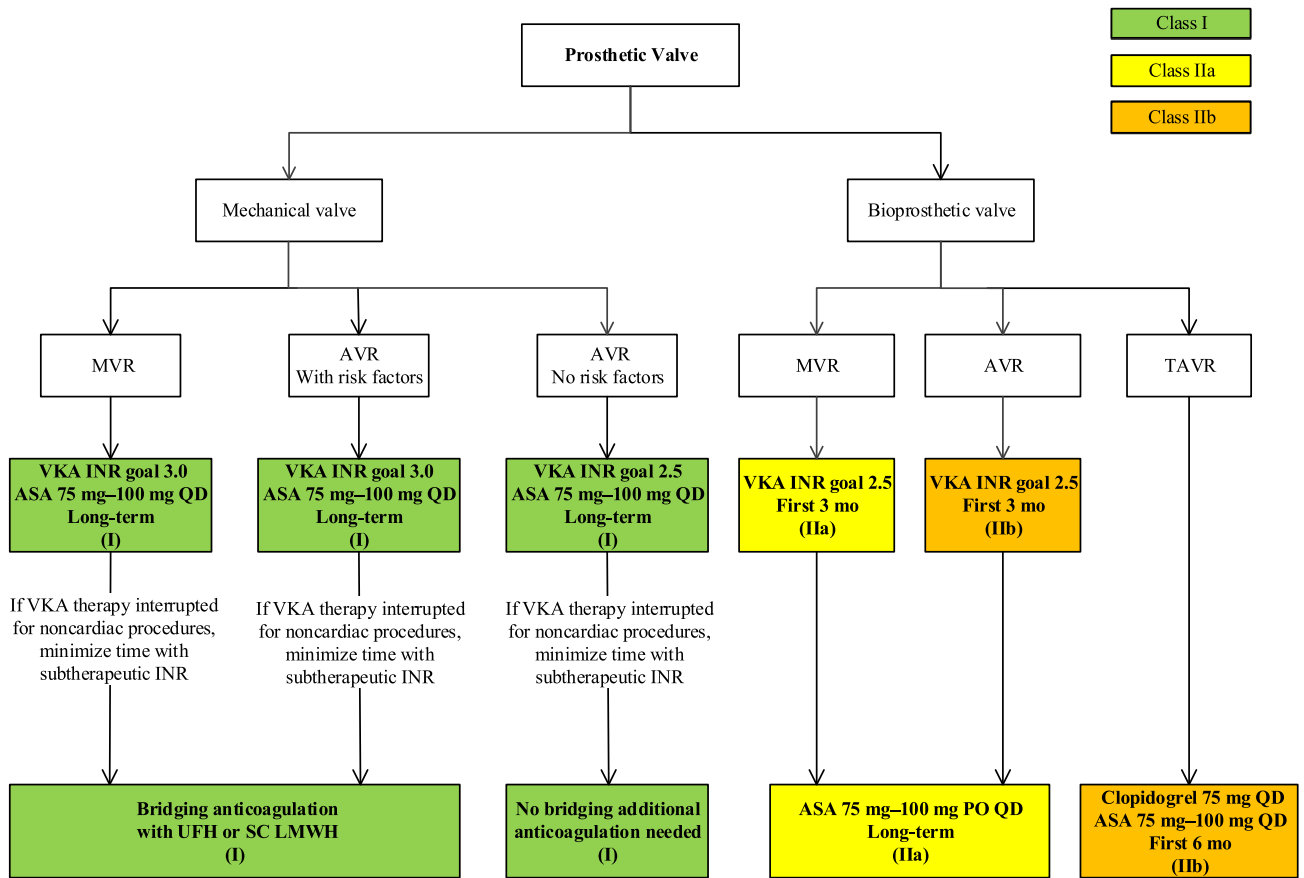 Prosthetic Valve
Class I
Class IIa
Class IIb
Mechanical valve
Bioprosthetic valve
MVR
AVR
With risk factors
AVR
No risk factors
MVR
AVR
TAVR
VKA INR goal 3.0
ASA 75 mg–100 mg QD
Long-term
(I)
VKA INR goal 3.0
ASA 75 mg–100 mg QD
Long-term
(I)
VKA INR goal 2.5
ASA 75 mg–100 mg QD
Long-term
(I)
VKA INR goal 2.5
First 3 mo
(IIa)
VKA INR goal 2.5
First 3 mo
(IIb)
If VKA therapy interrupted
for noncardiac procedures,
minimize time with
subtherapeutic INR
If VKA therapy interrupted
for noncardiac procedures,
minimize time with
subtherapeutic INR
If VKA therapy interrupted
for noncardiac procedures,
minimize time with
subtherapeutic INR
Bridging anticoagulation
with UFH or SC LMWH
(I)
No bridging additional
anticoagulation needed
(I)
ASA 75 mg–100 mg PO QD
Long-term
(IIa)
Clopidogrel 75 mg QD
ASA 75 mg–100 mg QD
First 6 mo
(IIb)